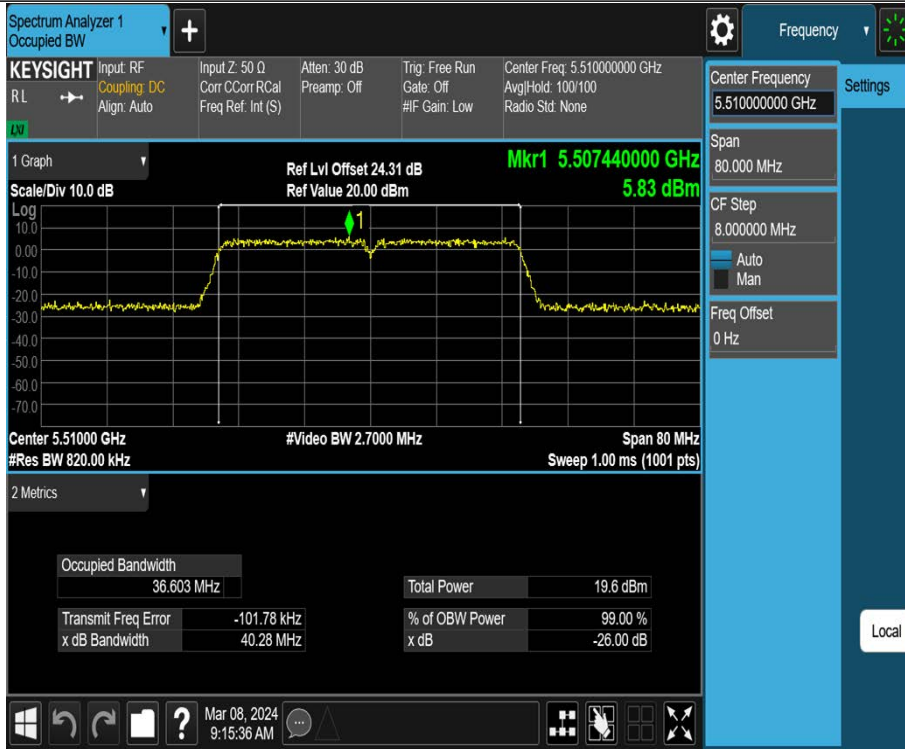 Spectrum Analyzer 1
Occupied BW
+
Frequency
KEYSIGHT
R L
LXI
Input: RF
Coupling: DC
Align: Auto
Input Z: 50 Ω
Corr CCorr RCal
Freq Ref: Int (S)
Atten: 30 dB
Preamp: Off
Trig: Free Run
Gate: Off
#IF Gain: Low
Center Freq: 5.510000000 GHz
Avg|Hold: 100/100
Radio Std: None
Center Frequency
5.510000000 GHz
Settings
Span
80.000 MHz
CF Step
8.000000 MHz
Auto
Man
Freq Offset
0 Hz
Local
1 Graph
Scale/Div 10.0 dB
Ref Lvl Offset 24.31 dB
Ref Value 20.00 dBm
Mkr1 5.507440000 GHz
5.83 dBm
Log
10.0
0.00
-10.0
-20.0
-30.0
-40.0
-50.0
-60.0
-70.0
1
Center 5.51000 GHz
#Video BW 2.7000 MHz
Span 80 MHz
#Res BW 820.00 kHz
Sweep 1.00 ms (1001 pts)
2 Metrics
Occupied Bandwidth
36.603 MHz
Total Power 19.6 dBm
Transmit Freq Error -101.78 kHz
% of OBW Power 99.00 %
x dB Bandwidth 40.28 MHz
x dB -26.00 dB
?
Mar 08, 2024
9:15:36 AM